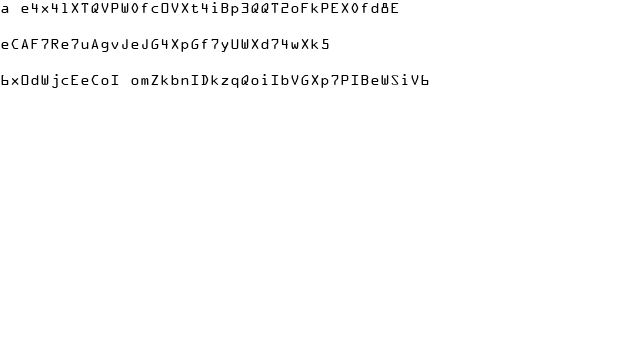 a e4x4lXTQVPW0fcOVXt4iBp3QQT2oFkPEX0fd8E
eCAF7Re7uAgvJeJG4XpGf7yUWXd74wXk5
6xOdWjcEeCoI omZkbnIDkzqQoiIbVGXp7PIBeWSiV6